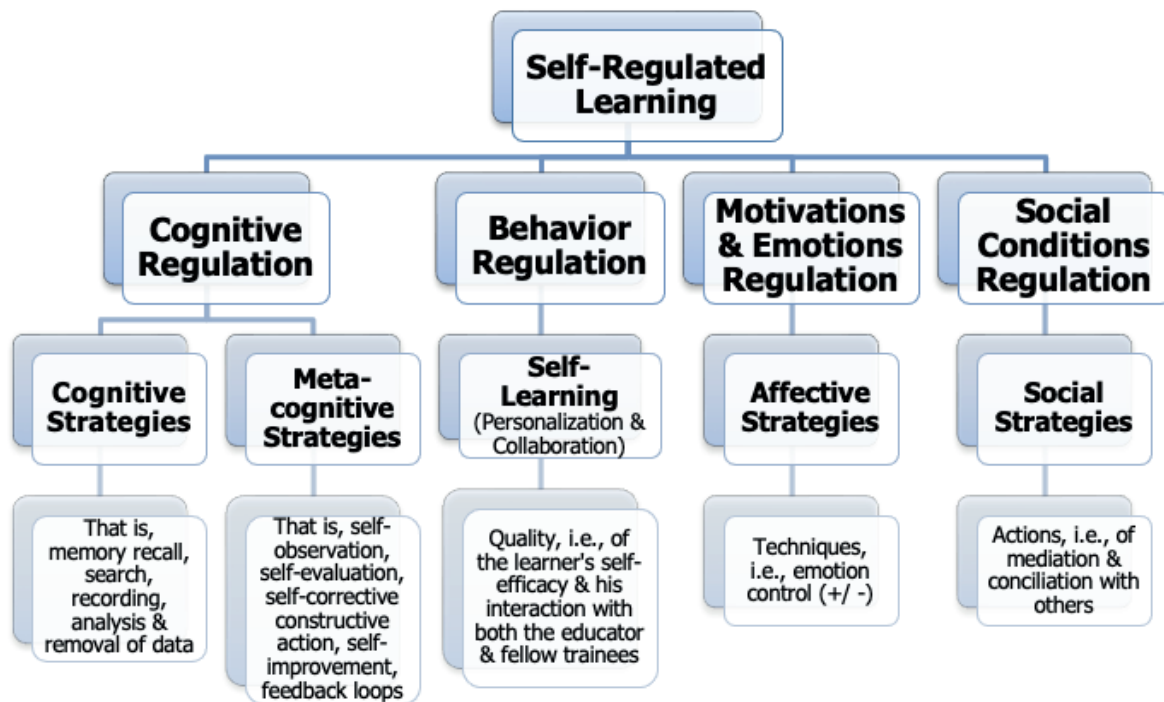 Self-Regulated
Learning
Cognitive
Regulation
Behavior
Regulation
Motivations
& Emotions
Regulation
Social
Conditions
Regulation
Cognitive
Strategies
Meta-
cognitive
Strategies
Self-
Learning
(Personalization &
Collaboration)
Affective
Strategies
Social
Strategies
That is,
memory recall,
search,
recording,
analysis &
removal of data
That is, self-
observation,
self-evaluation,
self-corrective
constructive
action, self-
improvement,
feedback loops
Quality, i.e., of
the learner's self-
efficacy & his
interaction with
both the educator
& fellow trainees
Techniques,
i.e., emotion
control (+/ -)
Actions, i.e., of
mediation &
conciliation with
others